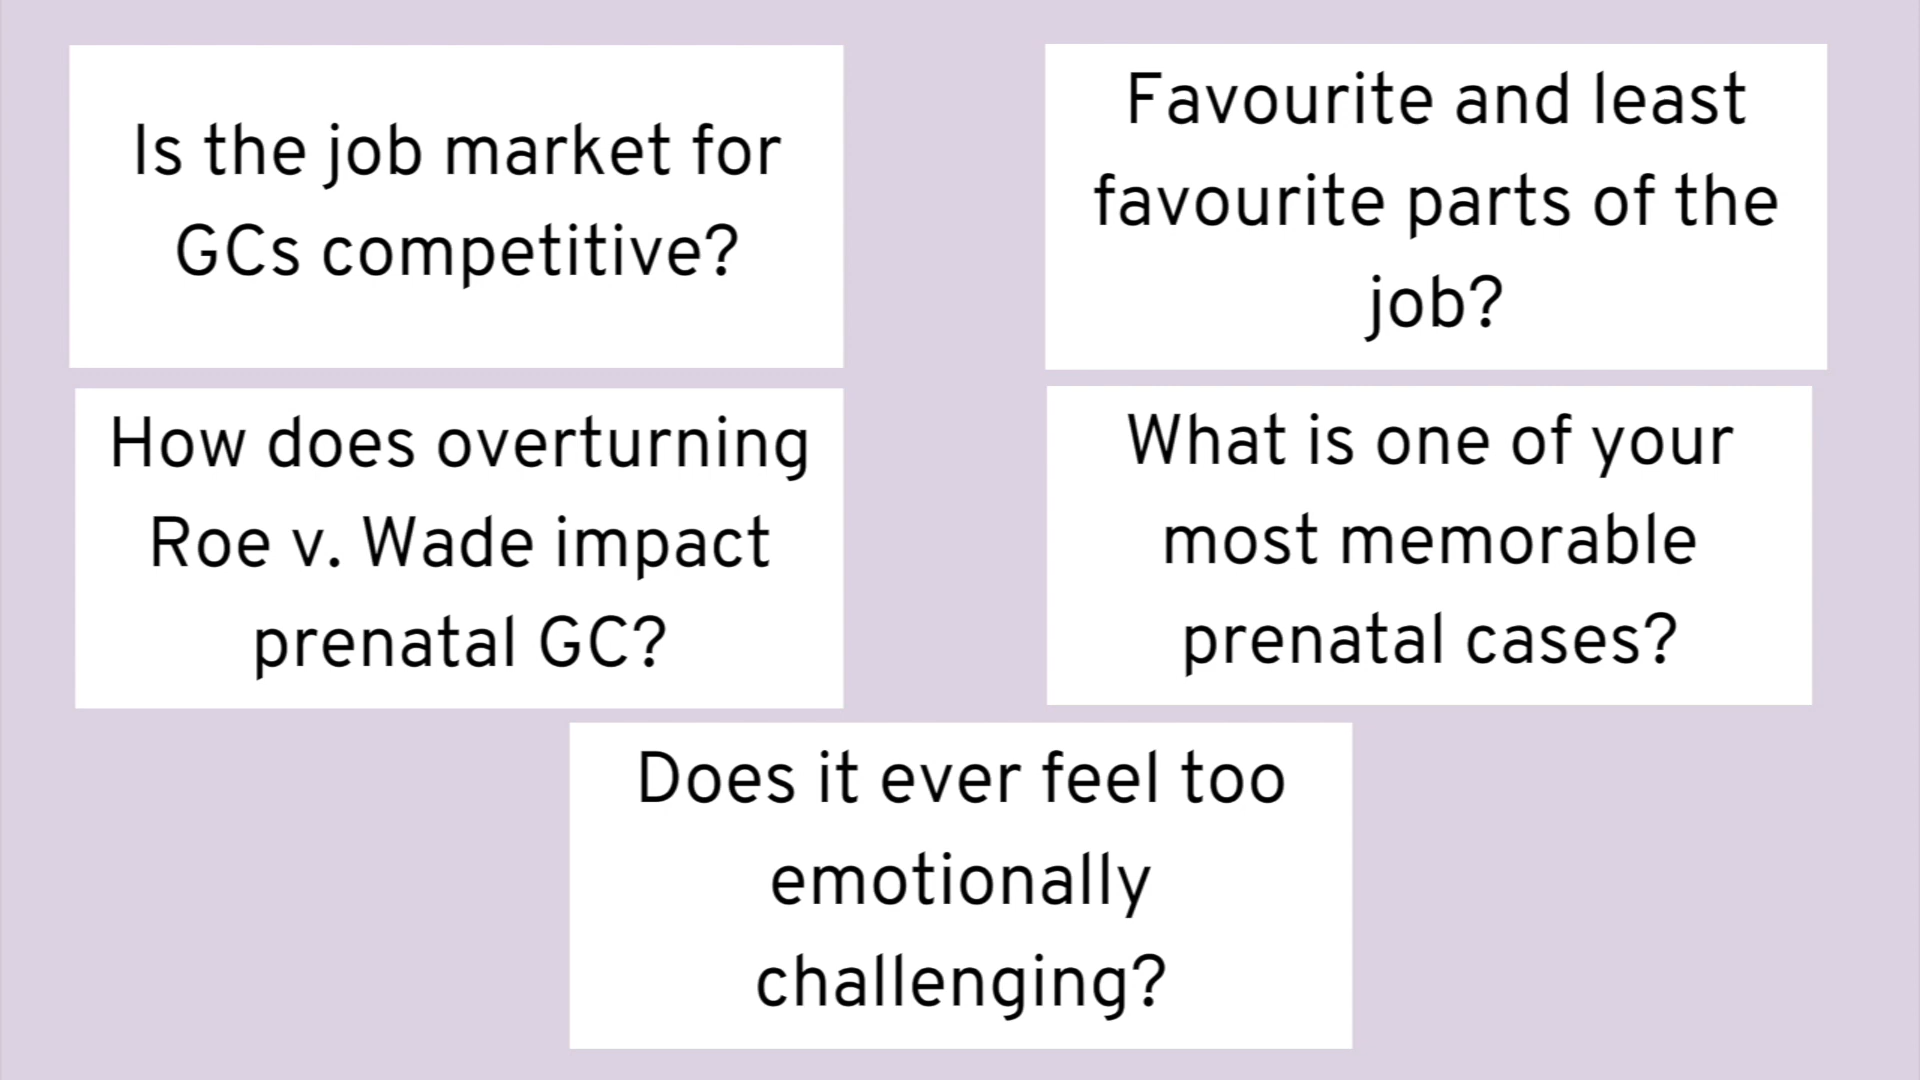 Is the job market for
GCs competitive?
Favourite and least
favourite parts of the
job?
How does overturning
Roe v. Wade impact
prenatal GC?
What is one of your
most memorable
prenatal cases?
Does it ever feel too
emotionally
challenging?